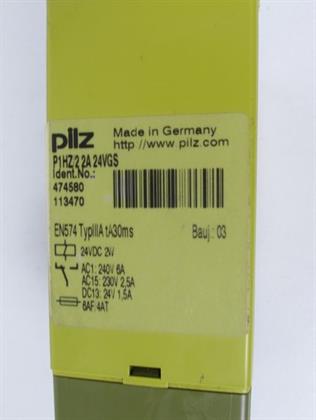 pilz
Made in Germany
http://www.pilz.com
P1HZ/2 2A 24VGS
Ident.No.:
474580
113470
EN574 TypIIIA tA30ms
Bauj.: 03
24VDC 2W
AC1: 240V 6A
AC15: 230V 2,5A
DC13: 24V 1,5A
6AF/4AT